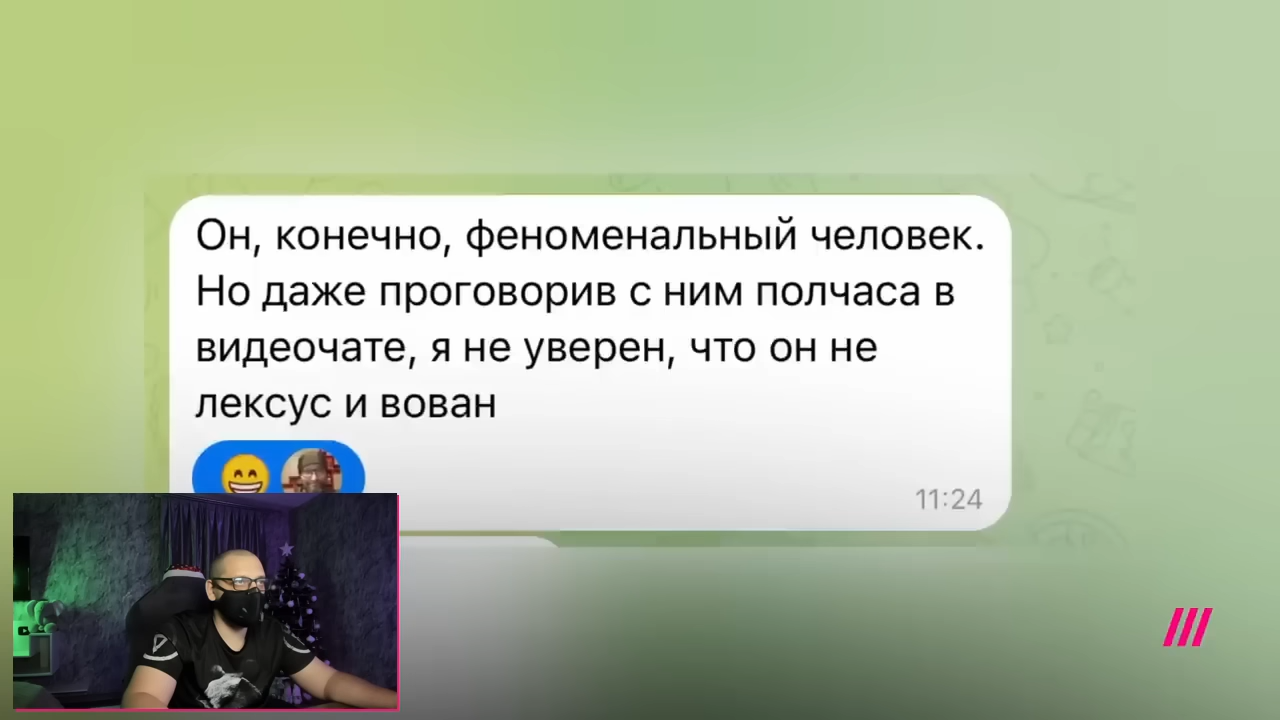 Он, конечно, феноменальный человек.
Но даже проговорив с ним полчаса в
видеочате, я не уверен, что он не
лексус и вован
11:24